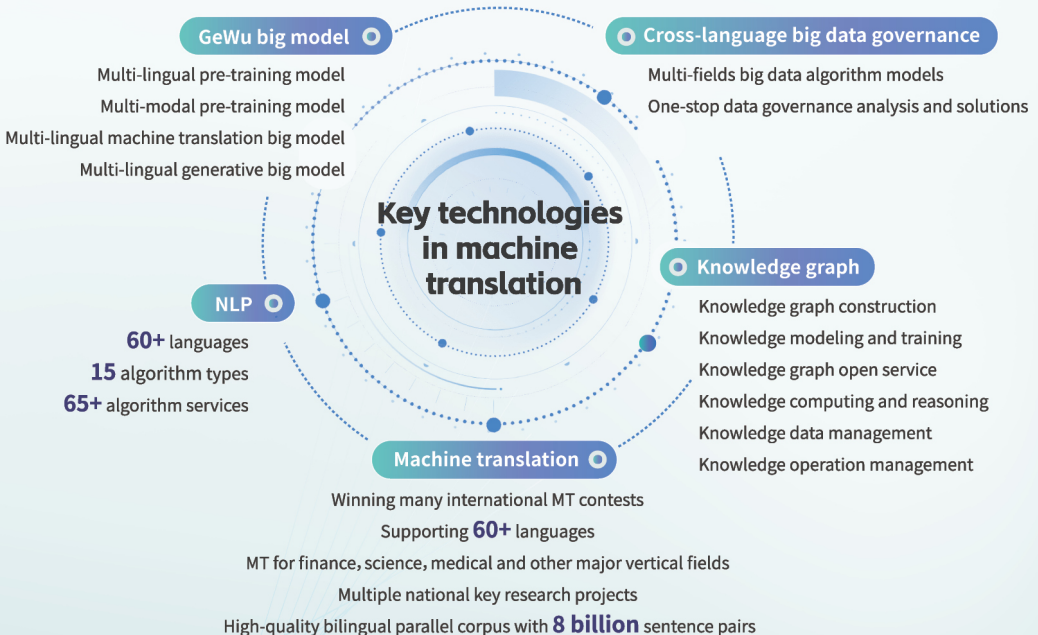 GeWu big model
Multi-lingual pre-training model
Multi-modal pre-training model
Multi-lingual machine translation big model
Multi-lingual generative big model
Cross-language big data governance
Multi-fields big data algorithm models
One-stop data governance analysis and solutions
Key technologies
in machine
translation
Knowledge graph
Knowledge graph construction
Knowledge modeling and training
Knowledge graph open service
Knowledge computing and reasoning
Knowledge data management
Knowledge operation management
NLP
60+ languages
15 algorithm types
65+ algorithm services
Machine translation
Winning many international MT contests
Supporting 60+ languages
MT for finance, science, medical and other major vertical fields
Multiple national key research projects
High-quality bilingual parallel corpus with 8 billion sentence pairs